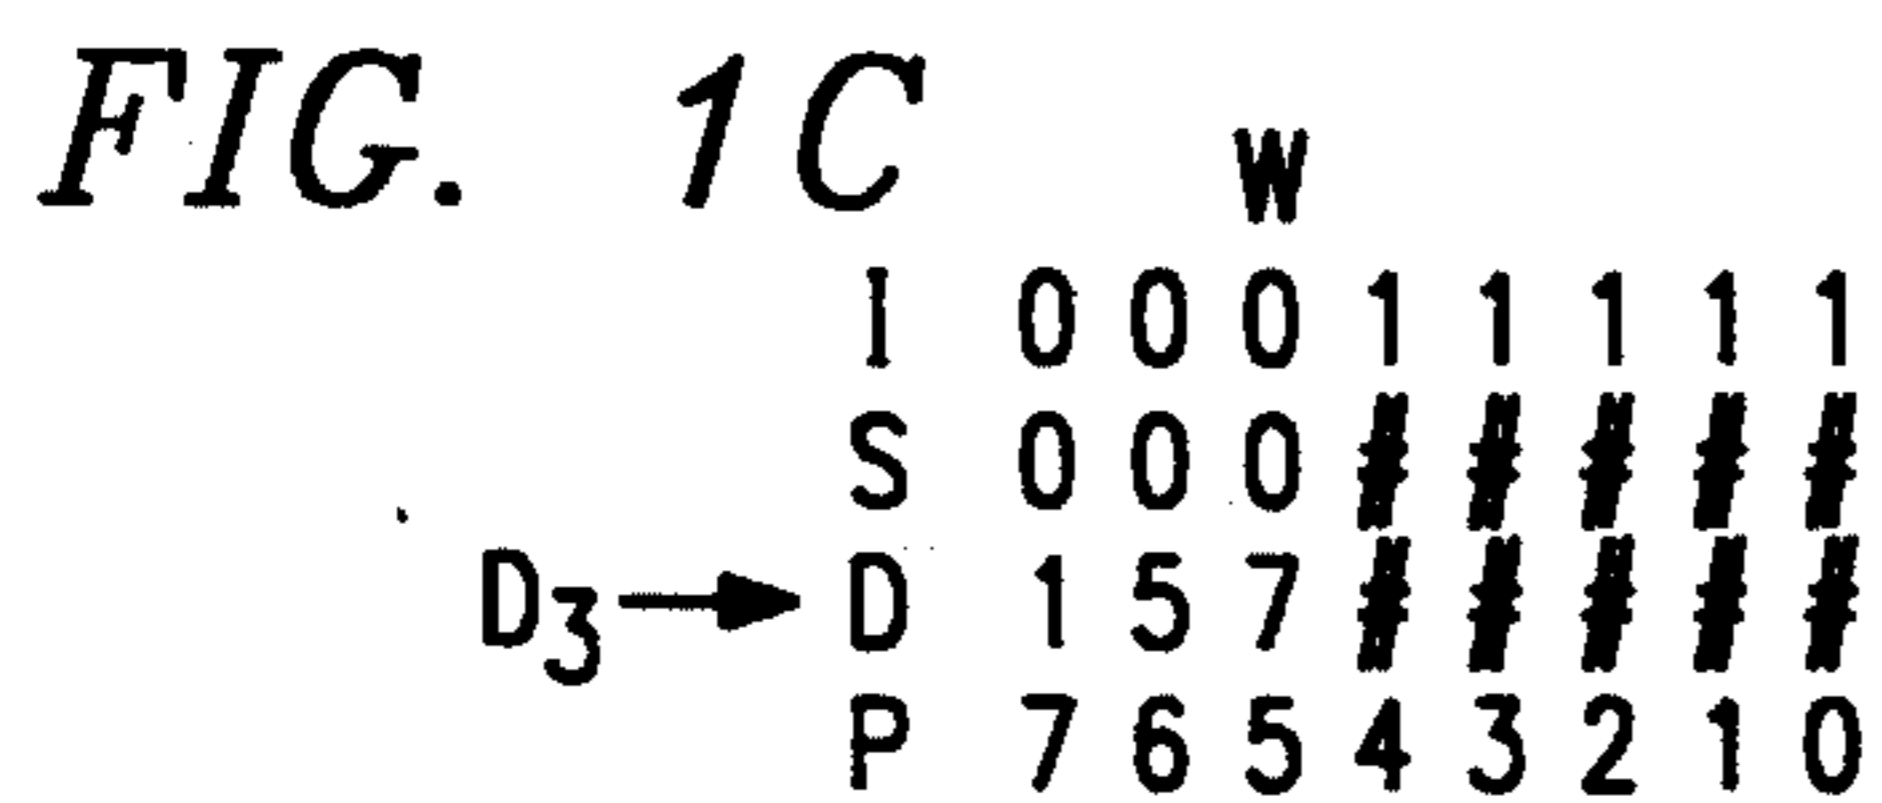 FIG. 1C
W
I 0 0 0 1 1 1 1 1
S 0 0 0 # # # # #
D3 → D 1 5 7 # # # # #
P 7 6 5 4 3 2 1 0